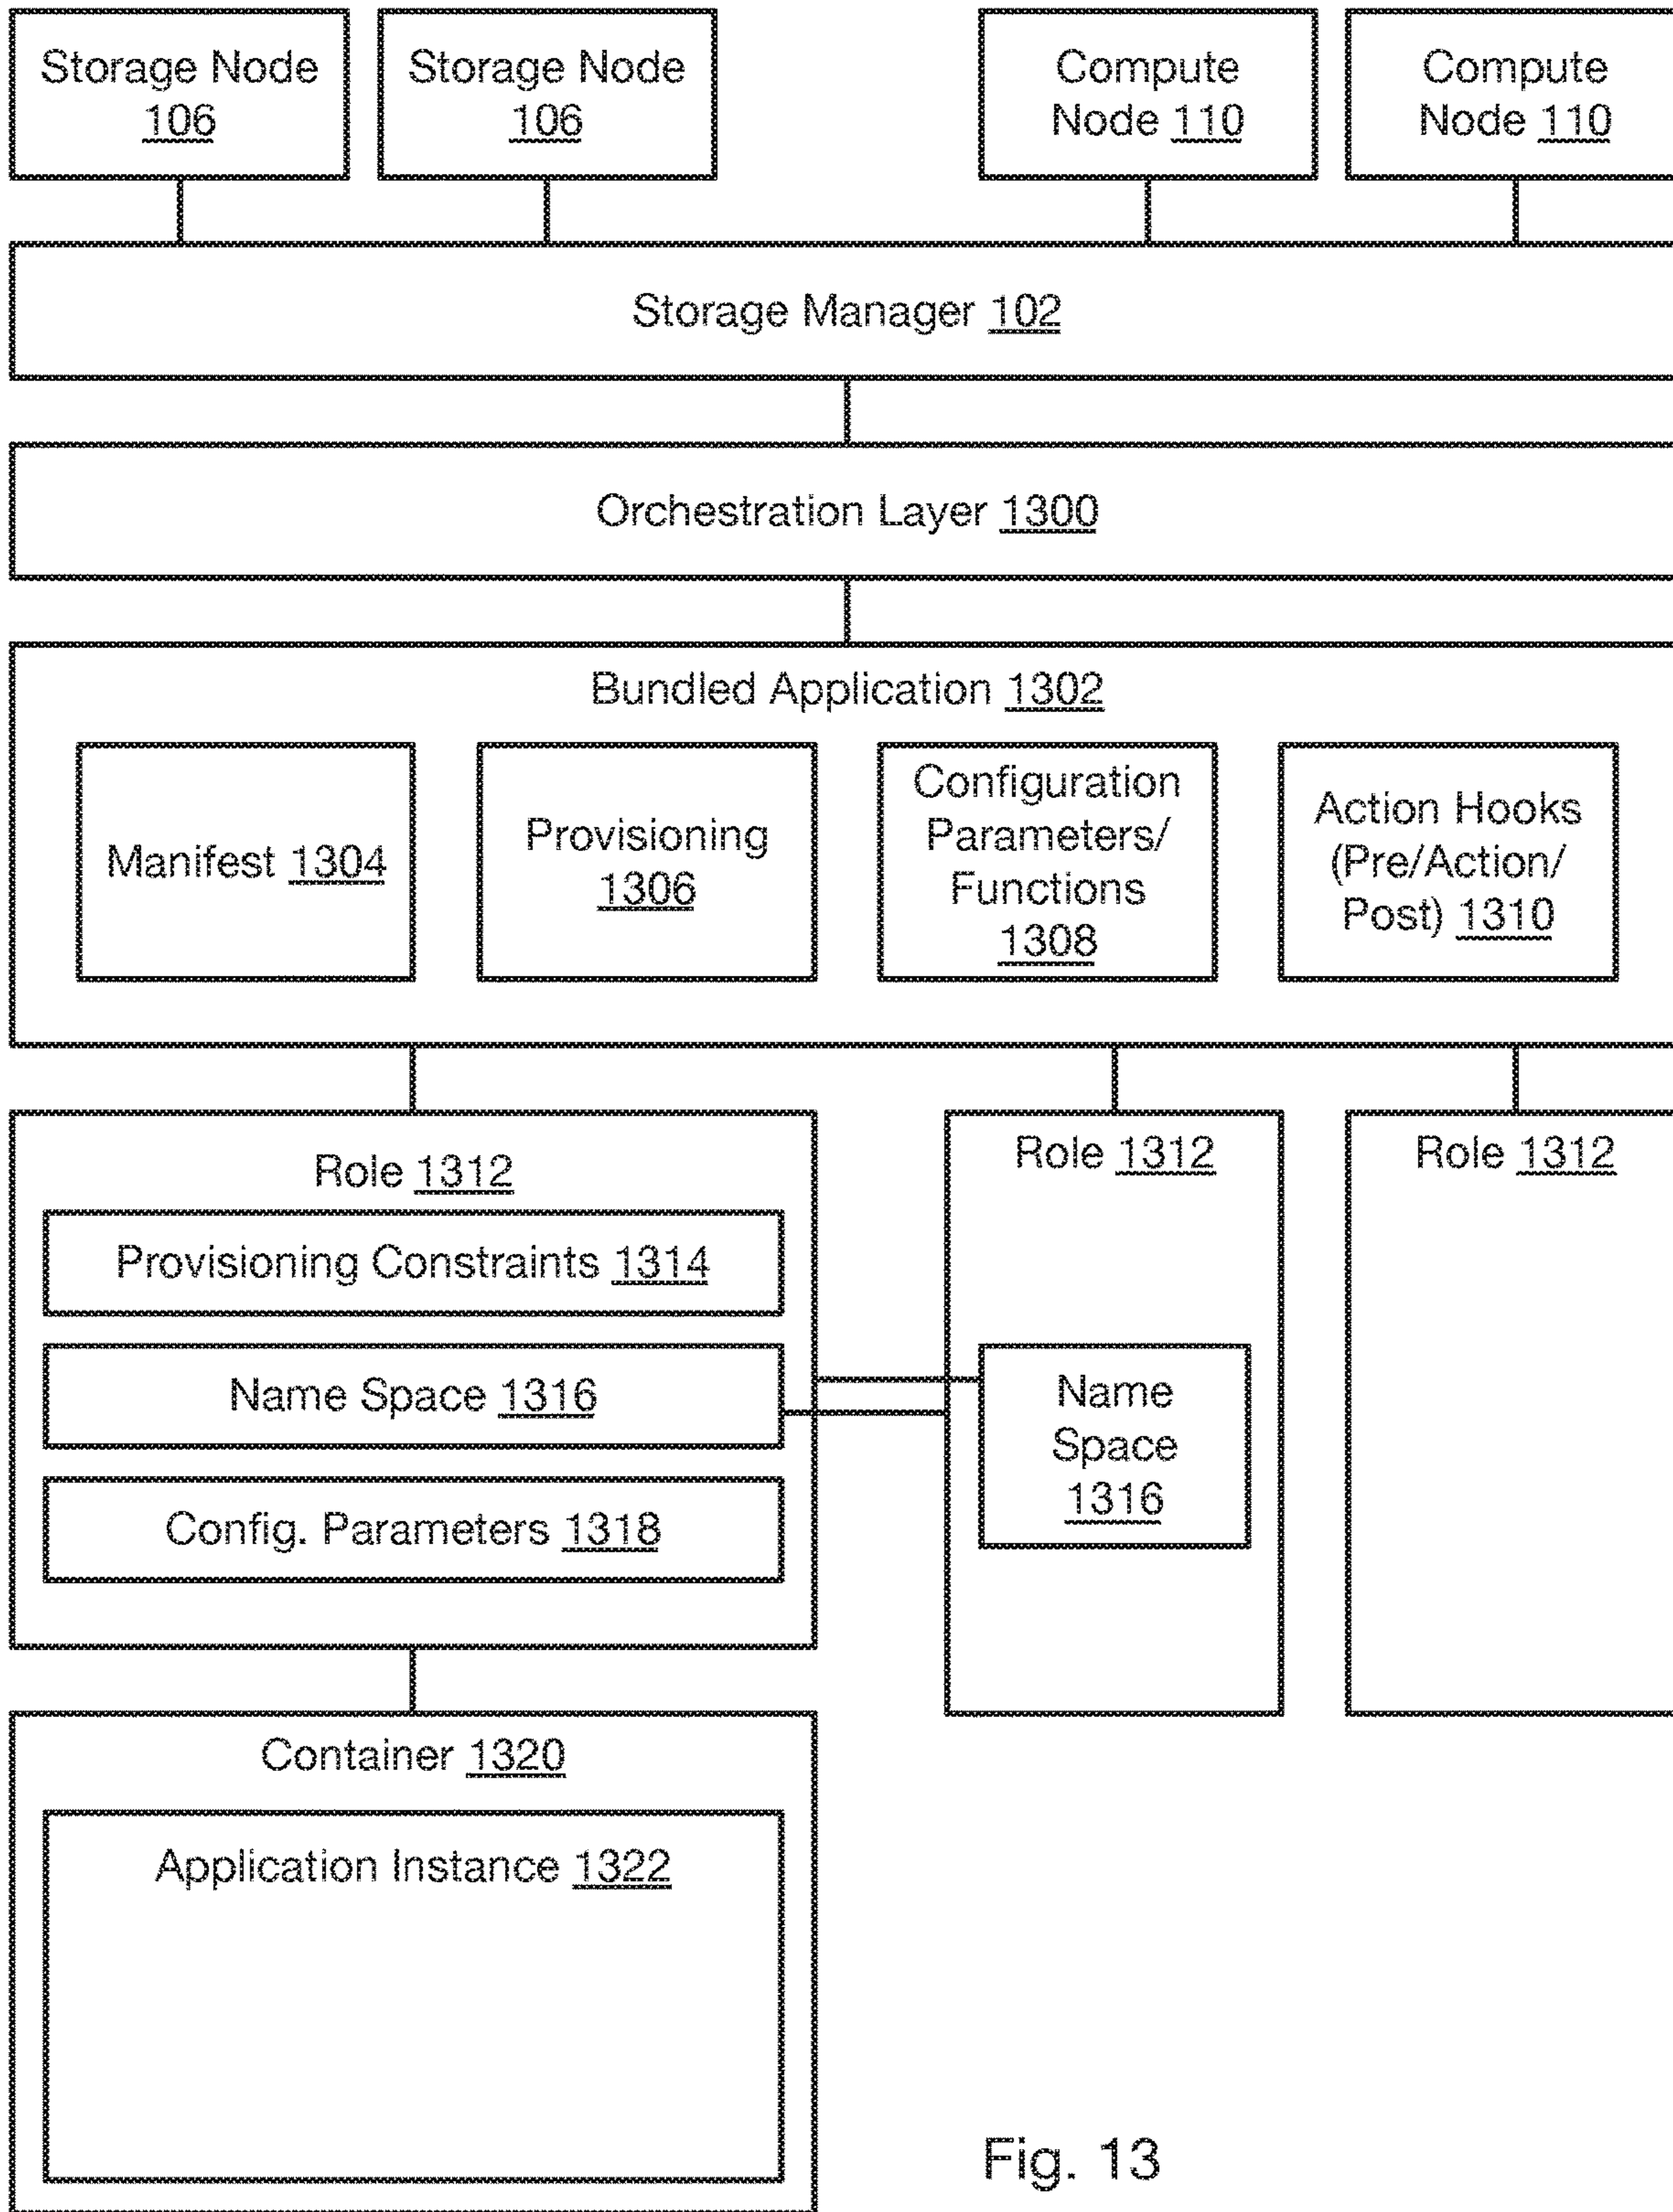 Storage Node
106
Storage Node
106
Compute
Node 110
Compute
Node 110
Storage Manager 102
Orchestration Layer 1300
Bundled Application 1302
Manifest 1304
Provisioning
1306
Configuration
Parameters/
Functions
1308
Action Hooks
(Pre/Action/
Post) 1310
Role 1312
Provisioning Constraints 1314
Name Space 1316
Config. Parameters 1318
Role 1312
Name
Space
1316
Role 1312
Container 1320
Application Instance 1322
Fig. 13